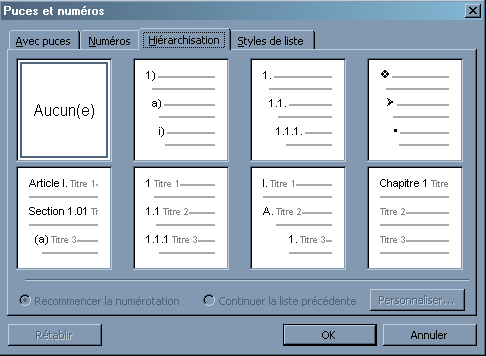 Puces et numéros
Avec puces Numéros Hiérarchisation Styles de liste
Aucun(e)
1)
a)
i)
1.
1.1.
1.1.1.
Article I. Titre 1
Section 1.01 Ti
(a) Titre 3
1 Titre 1
1.1 Titre 2
1.1.1 Titre 3
I. Titre 1
A. Titre 2
1. Titre 3
Chapitre 1 Titre
Titre 2
Titre 3
Recommencer la numérotation Continuer la liste précédente Personnaliser...
Rétablir OK Annuler